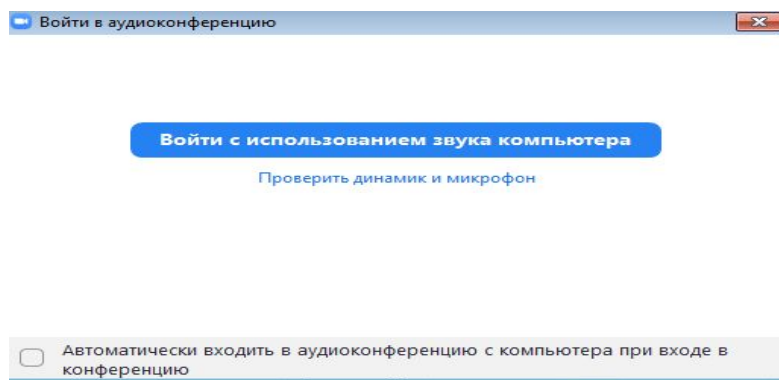 Войти в аудиоконференцию
Войти с использованием звука компьютера
Проверить динамик и микрофон
Автоматически входить в аудиоконференцию с компьютера при входе в
конференцию